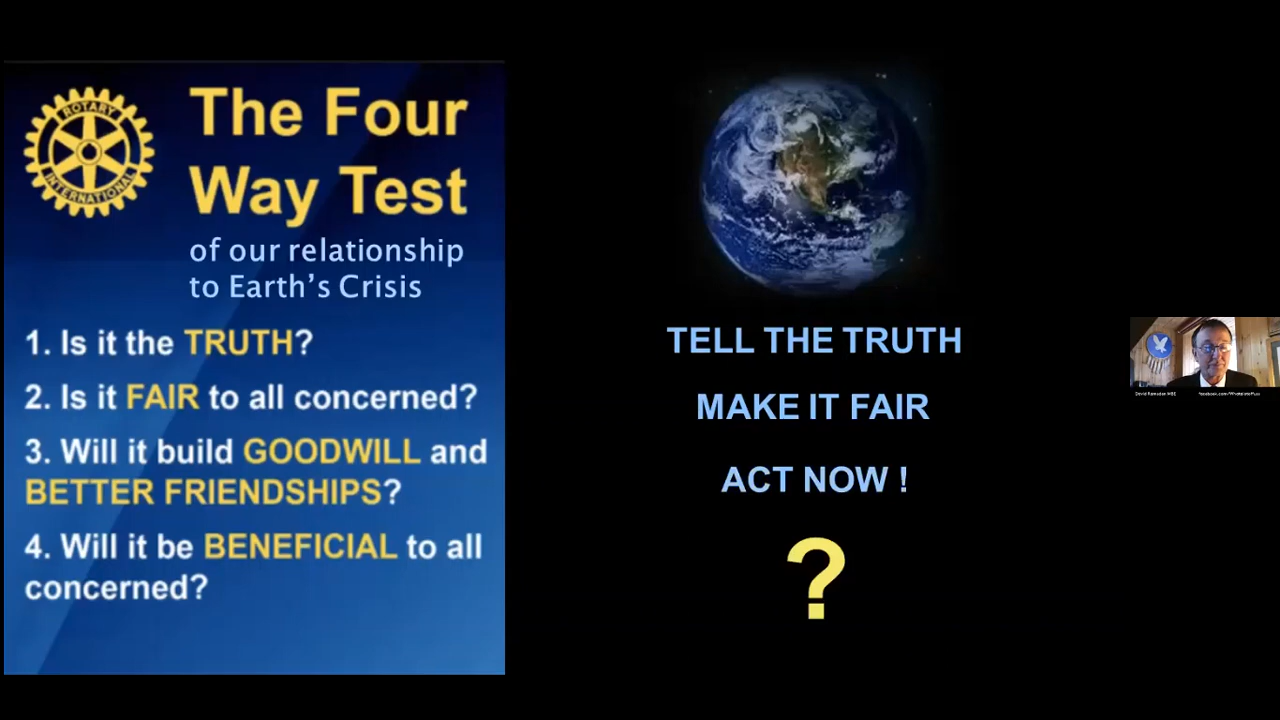 ROTARY
INTERNATIONAL
The Four
Way Test
of our relationship
to Earth's Crisis
1. Is it the TRUTH?
2. Is it FAIR to all concerned?
3. Will it build GOODWILL and
BETTER FRIENDSHIPS?
4. Will it be BENEFICIAL to all
concerned?
TELL THE TRUTH
MAKE IT FAIR
ACT NOW !
?
David MBE